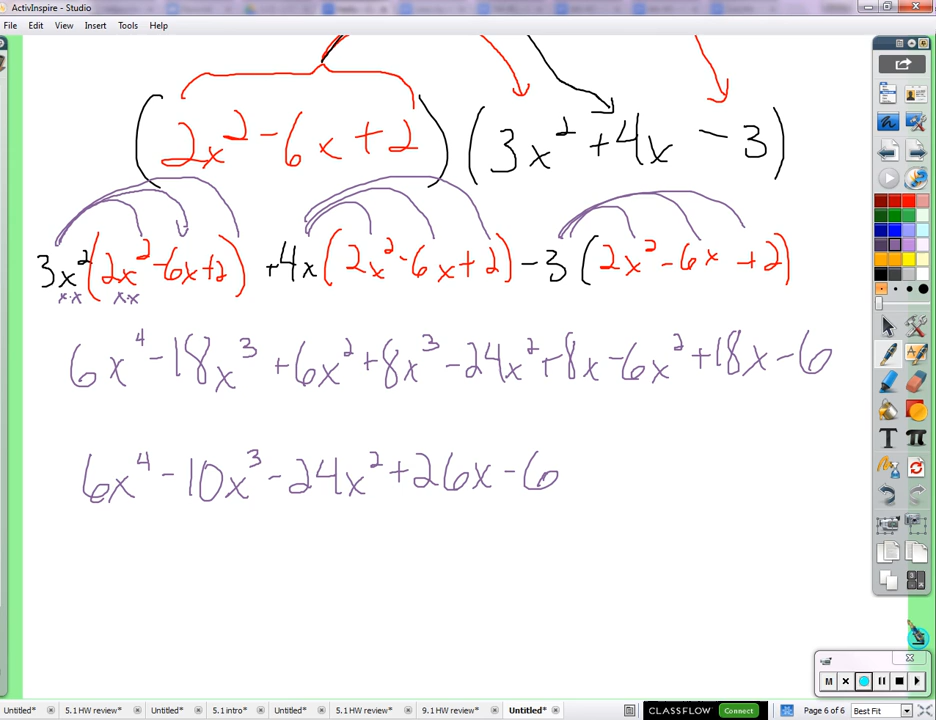 ActivInspire - Studio
File Edit View Insert Tools Help
(2x² - 6x + 2) (3x² + 4x - 3)
3x²(2x² - 6x + 2) + 4x(2x² - 6x + 2) - 3(2x² - 6x + 2)
x·x x·x
6x⁴ - 18x³ + 6x² + 8x³ - 24x² + 8x - 6x² + 18x - 6
6x⁴ - 10x³ - 24x² + 26x - 6
M
Untitled* 5.1 HW review* Untitled* 5.1 intro* Untitled* 5.1 HW review* 9.1 HW review* Untitled* CLASSFLOW Connect Page 6 of 6 Best Fit